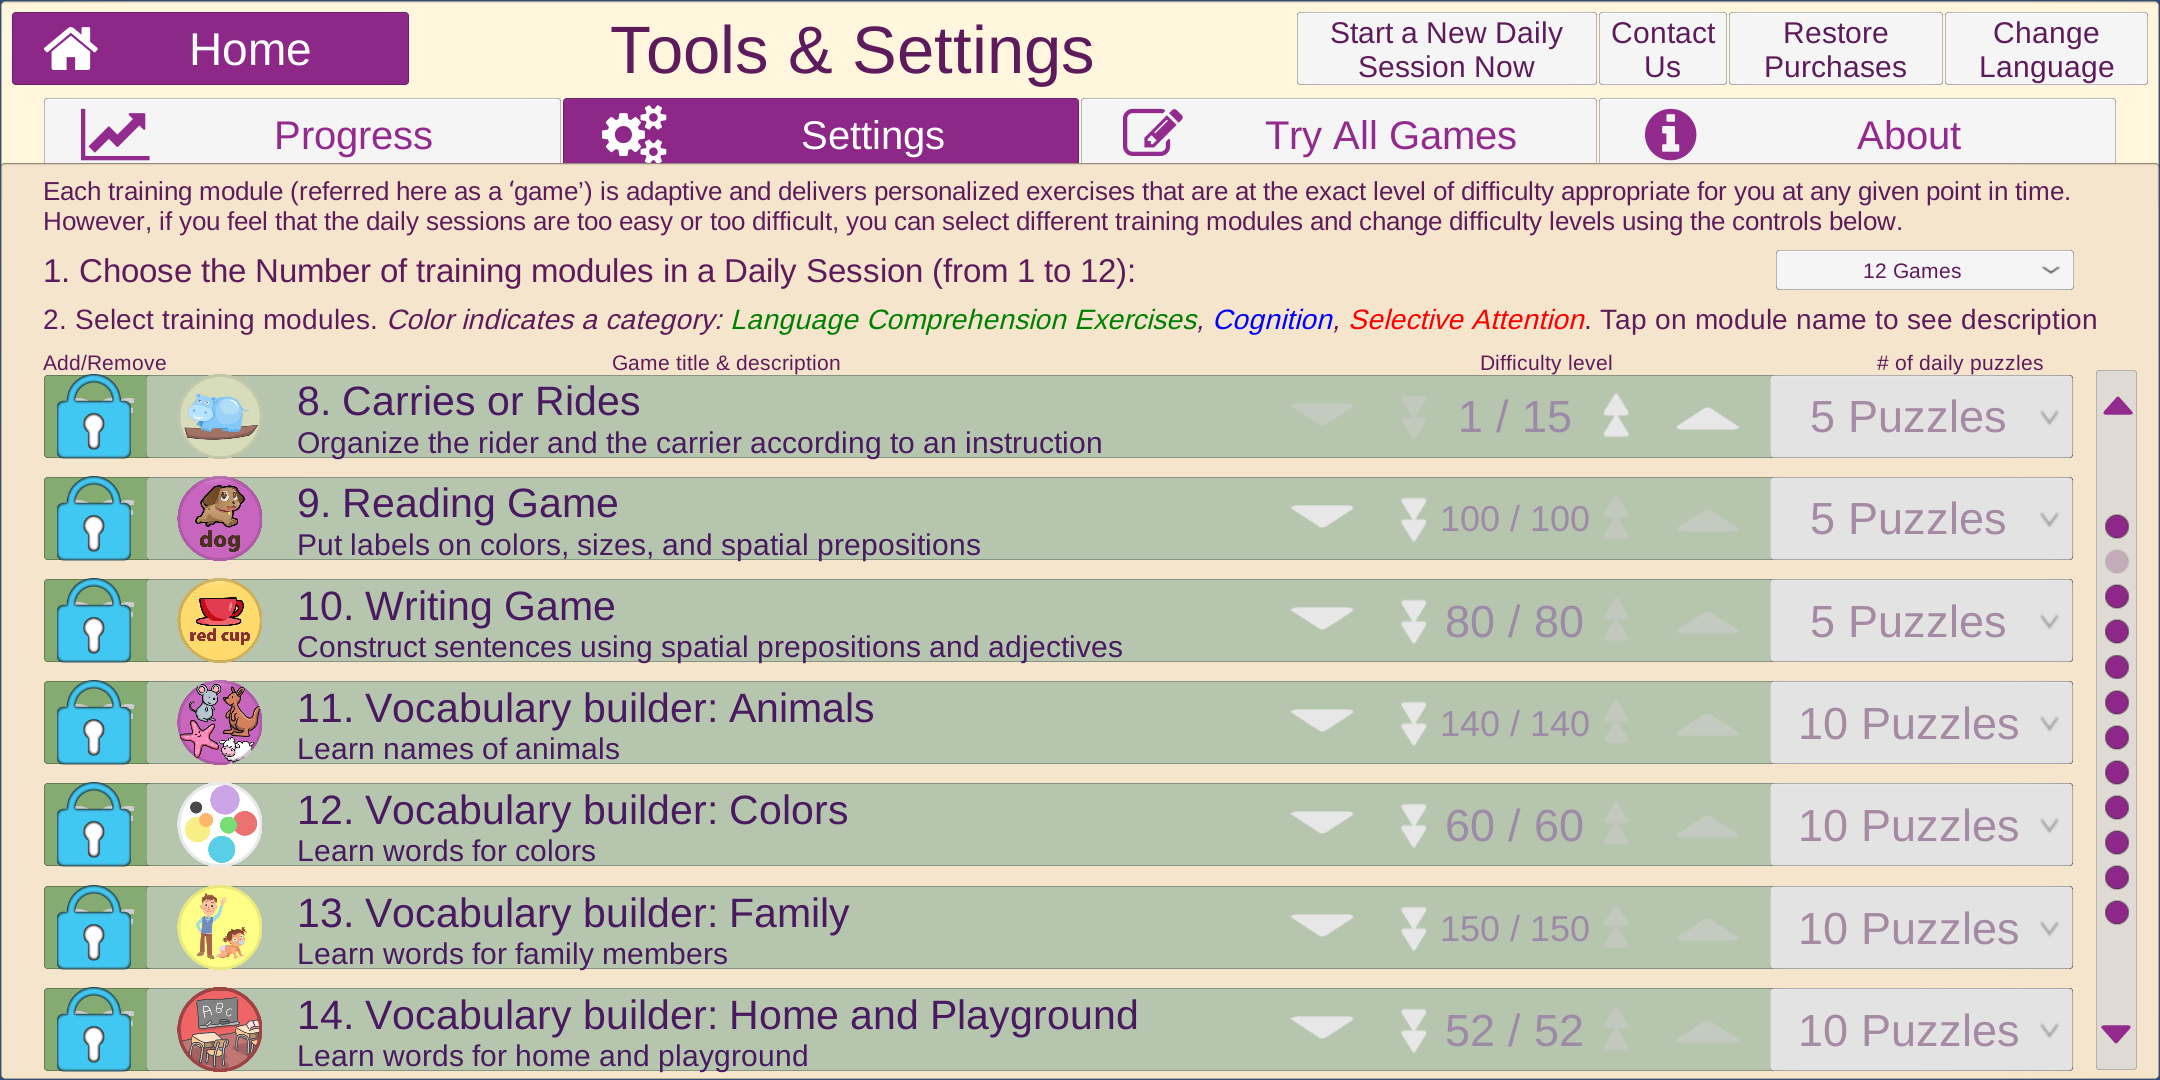 Home
Tools & Settings
Start a New Daily
Session Now
Contact
Us
Restore
Purchases
Change
Language
Progress
Settings
Try All Games
About
Each training module (referred here as a ‘game’) is adaptive and delivers personalized exercises that are at the exact level of difficulty appropriate for you at any given point in time.
However, if you feel that the daily sessions are too easy or too difficult, you can select different training modules and change difficulty levels using the controls below.
1. Choose the Number of training modules in a Daily Session (from 1 to 12):
12 Games
2. Select training modules. Color indicates a category: Language Comprehension Exercises, Cognition, Selective Attention. Tap on module name to see description
Add/Remove
Game title & description
Difficulty level
# of daily puzzles
8. Carries or Rides
Organize the rider and the carrier according to an instruction
1 / 15
5 Puzzles
dog
9. Reading Game
Put labels on colors, sizes, and spatial prepositions
100 / 100
5 Puzzles
red cup
10. Writing Game
Construct sentences using spatial prepositions and adjectives
80 / 80
5 Puzzles
11. Vocabulary builder: Animals
Learn names of animals
140 / 140
10 Puzzles
12. Vocabulary builder: Colors
Learn words for colors
60 / 60
10 Puzzles
13. Vocabulary builder: Family
Learn words for family members
150 / 150
10 Puzzles
ABc
14. Vocabulary builder: Home and Playground
Learn words for home and playground
52 / 52
10 Puzzles